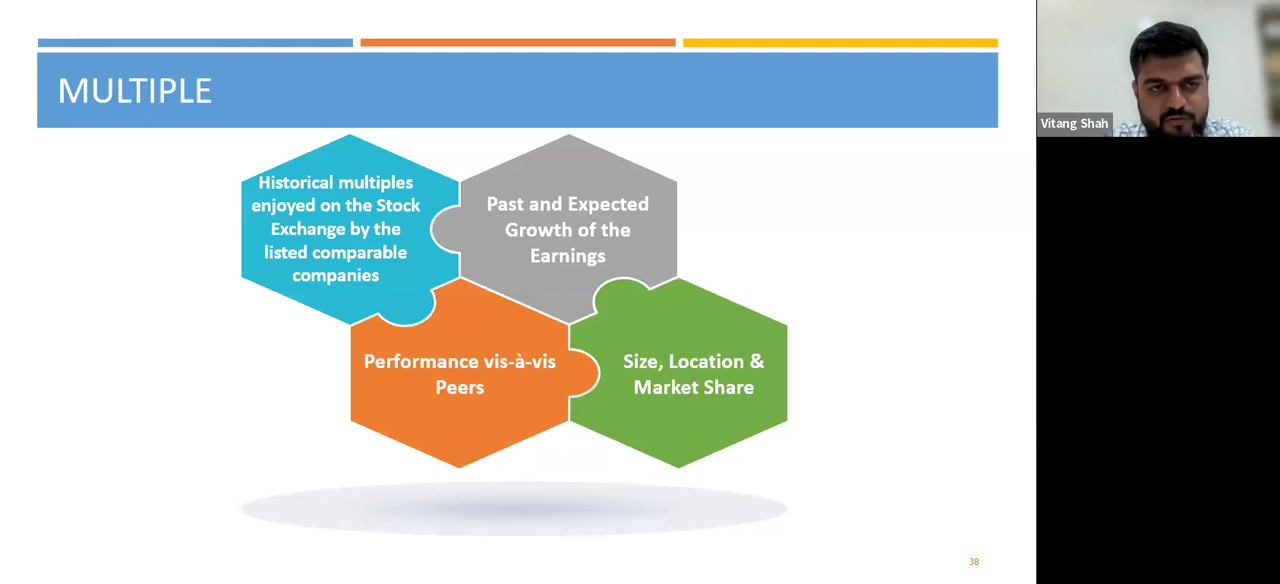 MULTIPLE
Historical multiples
enjoyed on the Stock
Exchange by the
listed comparable
companies
Past and Expected
Growth of the
Earnings
Performance vis-à-vis
Peers
Size, Location &
Market Share
38
Vitang Shah